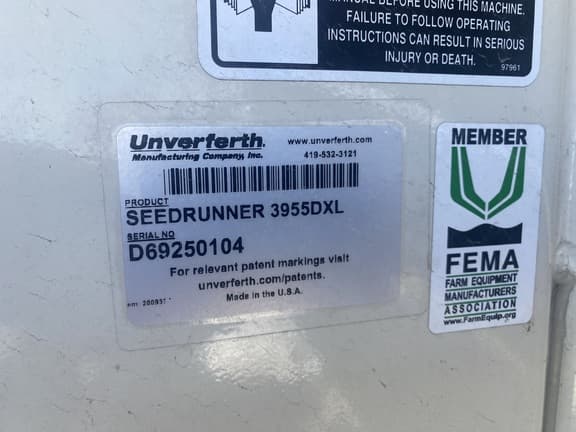 MANUAL BEFORE USING THIS MACHINE.
FAILURE TO FOLLOW OPERATING
INSTRUCTIONS CAN RESULT IN SERIOUS
INJURY OR DEATH.
97961
Unverferth®
Manufacturing Company, Inc.
www.unverferth.com
419-532-3121
PRODUCT
SEEDRUNNER 3955DXL
SERIAL NO
D69250104
For relevant patent markings visit
unverferth.com/patents.
Made in the U.S.A.
MEMBER
FEMA
FARM EQUIPMENT
MANUFACTURERS
ASSOCIATION
www.FarmEquip.org